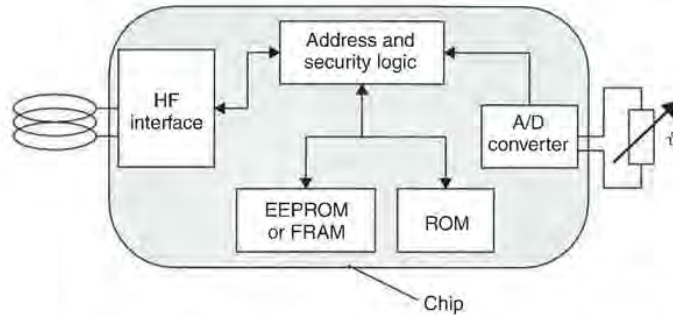 Address and
security logic
HF
interface
A/D
converter
EEPROM
or FRAM
ROM
Chip